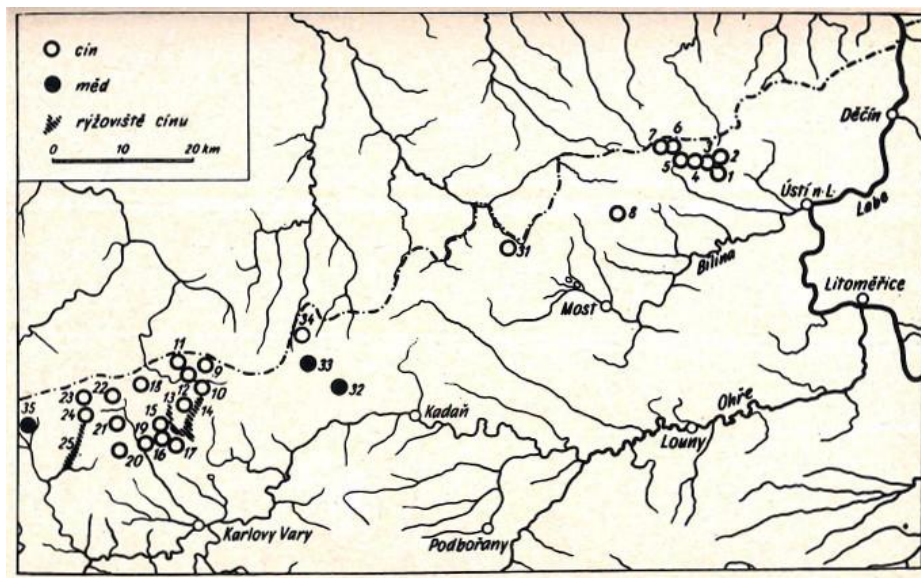 cín
měd
rýžoviště cínu
0 10 20 km
Děčín
7 6
5 4 3 2
1
Ústí n. L.
Labe
8
31
Bílina
Most
Litoměřice
34
33
32
11
9
12
10
18
22
23
24
13
14
15
35
21
19
16
17
25
20
Kadaň
Ohře
Louny
Karlovy Vary
Podbořany